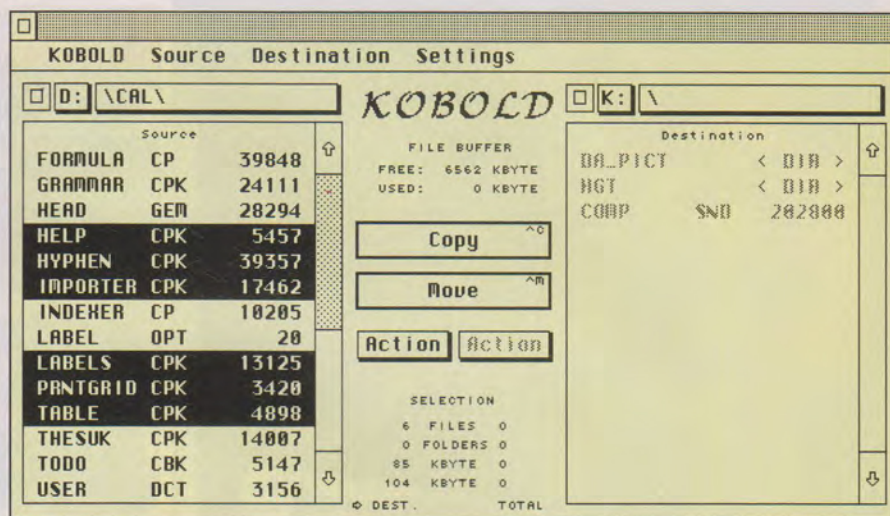 KOBOLD Source Destination Settings
D: \CAL\
Source
FORMULA CP 39848
GRAMMAR CPK 24111
HEAD GEM 28294
HELP CPK 5457
HYPHEN CPK 39357
IMPORTER CPK 17462
INDEXER CP 10205
LABEL OPT 20
LABELS CPK 13125
PRNTGRID CPK 3420
TABLE CPK 4898
THESUK CPK 14007
TODO CBK 5147
USER DCT 3156
KOBOLD
FILE BUFFER
FREE: 6562 KBYTE
USED: 0 KBYTE
Copy ^C
Move ^M
Action Action
SELECTION
6 FILES 0
0 FOLDERS 0
85 KBYTE 0
104 KBYTE 0
⇨ DEST. TOTAL
K: \
Destination
DA_PICT < DIR >
HGT < DIR >
COMP SND 202800